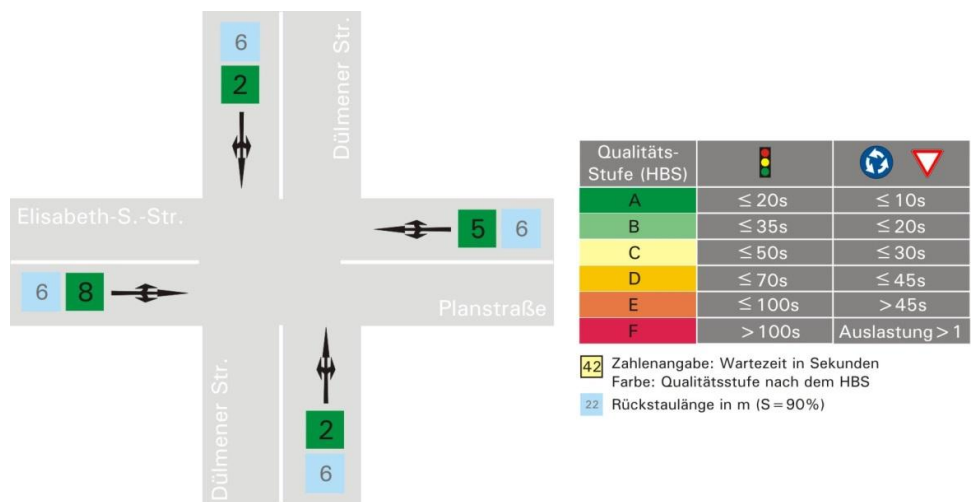 6
2
Dülmener Str.
Elisabeth-S.-Str.
5 6
6 8
Planstraße
Dülmener Str.
2
6
Qualitäts-
Stufe (HBS)
A ≤ 20s ≤ 10s
B ≤ 35s ≤ 20s
C ≤ 50s ≤ 30s
D ≤ 70s ≤ 45s
E ≤ 100s > 45s
F > 100s Auslastung > 1
42 Zahlenangabe: Wartezeit in Sekunden
Farbe: Qualitätsstufe nach dem HBS
22 Rückstaulänge in m (S = 90%)